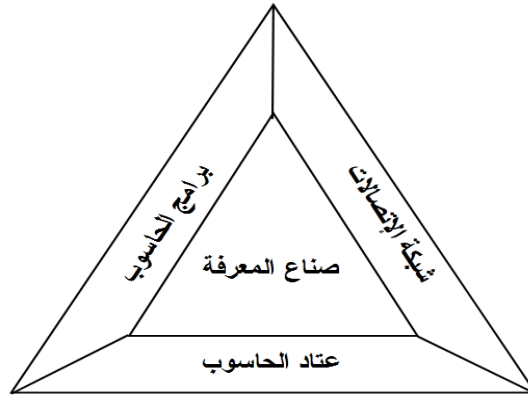 برامج الحاسوب
شبكة الإتصالات
صناع المعرفة
عتاد الحاسوب